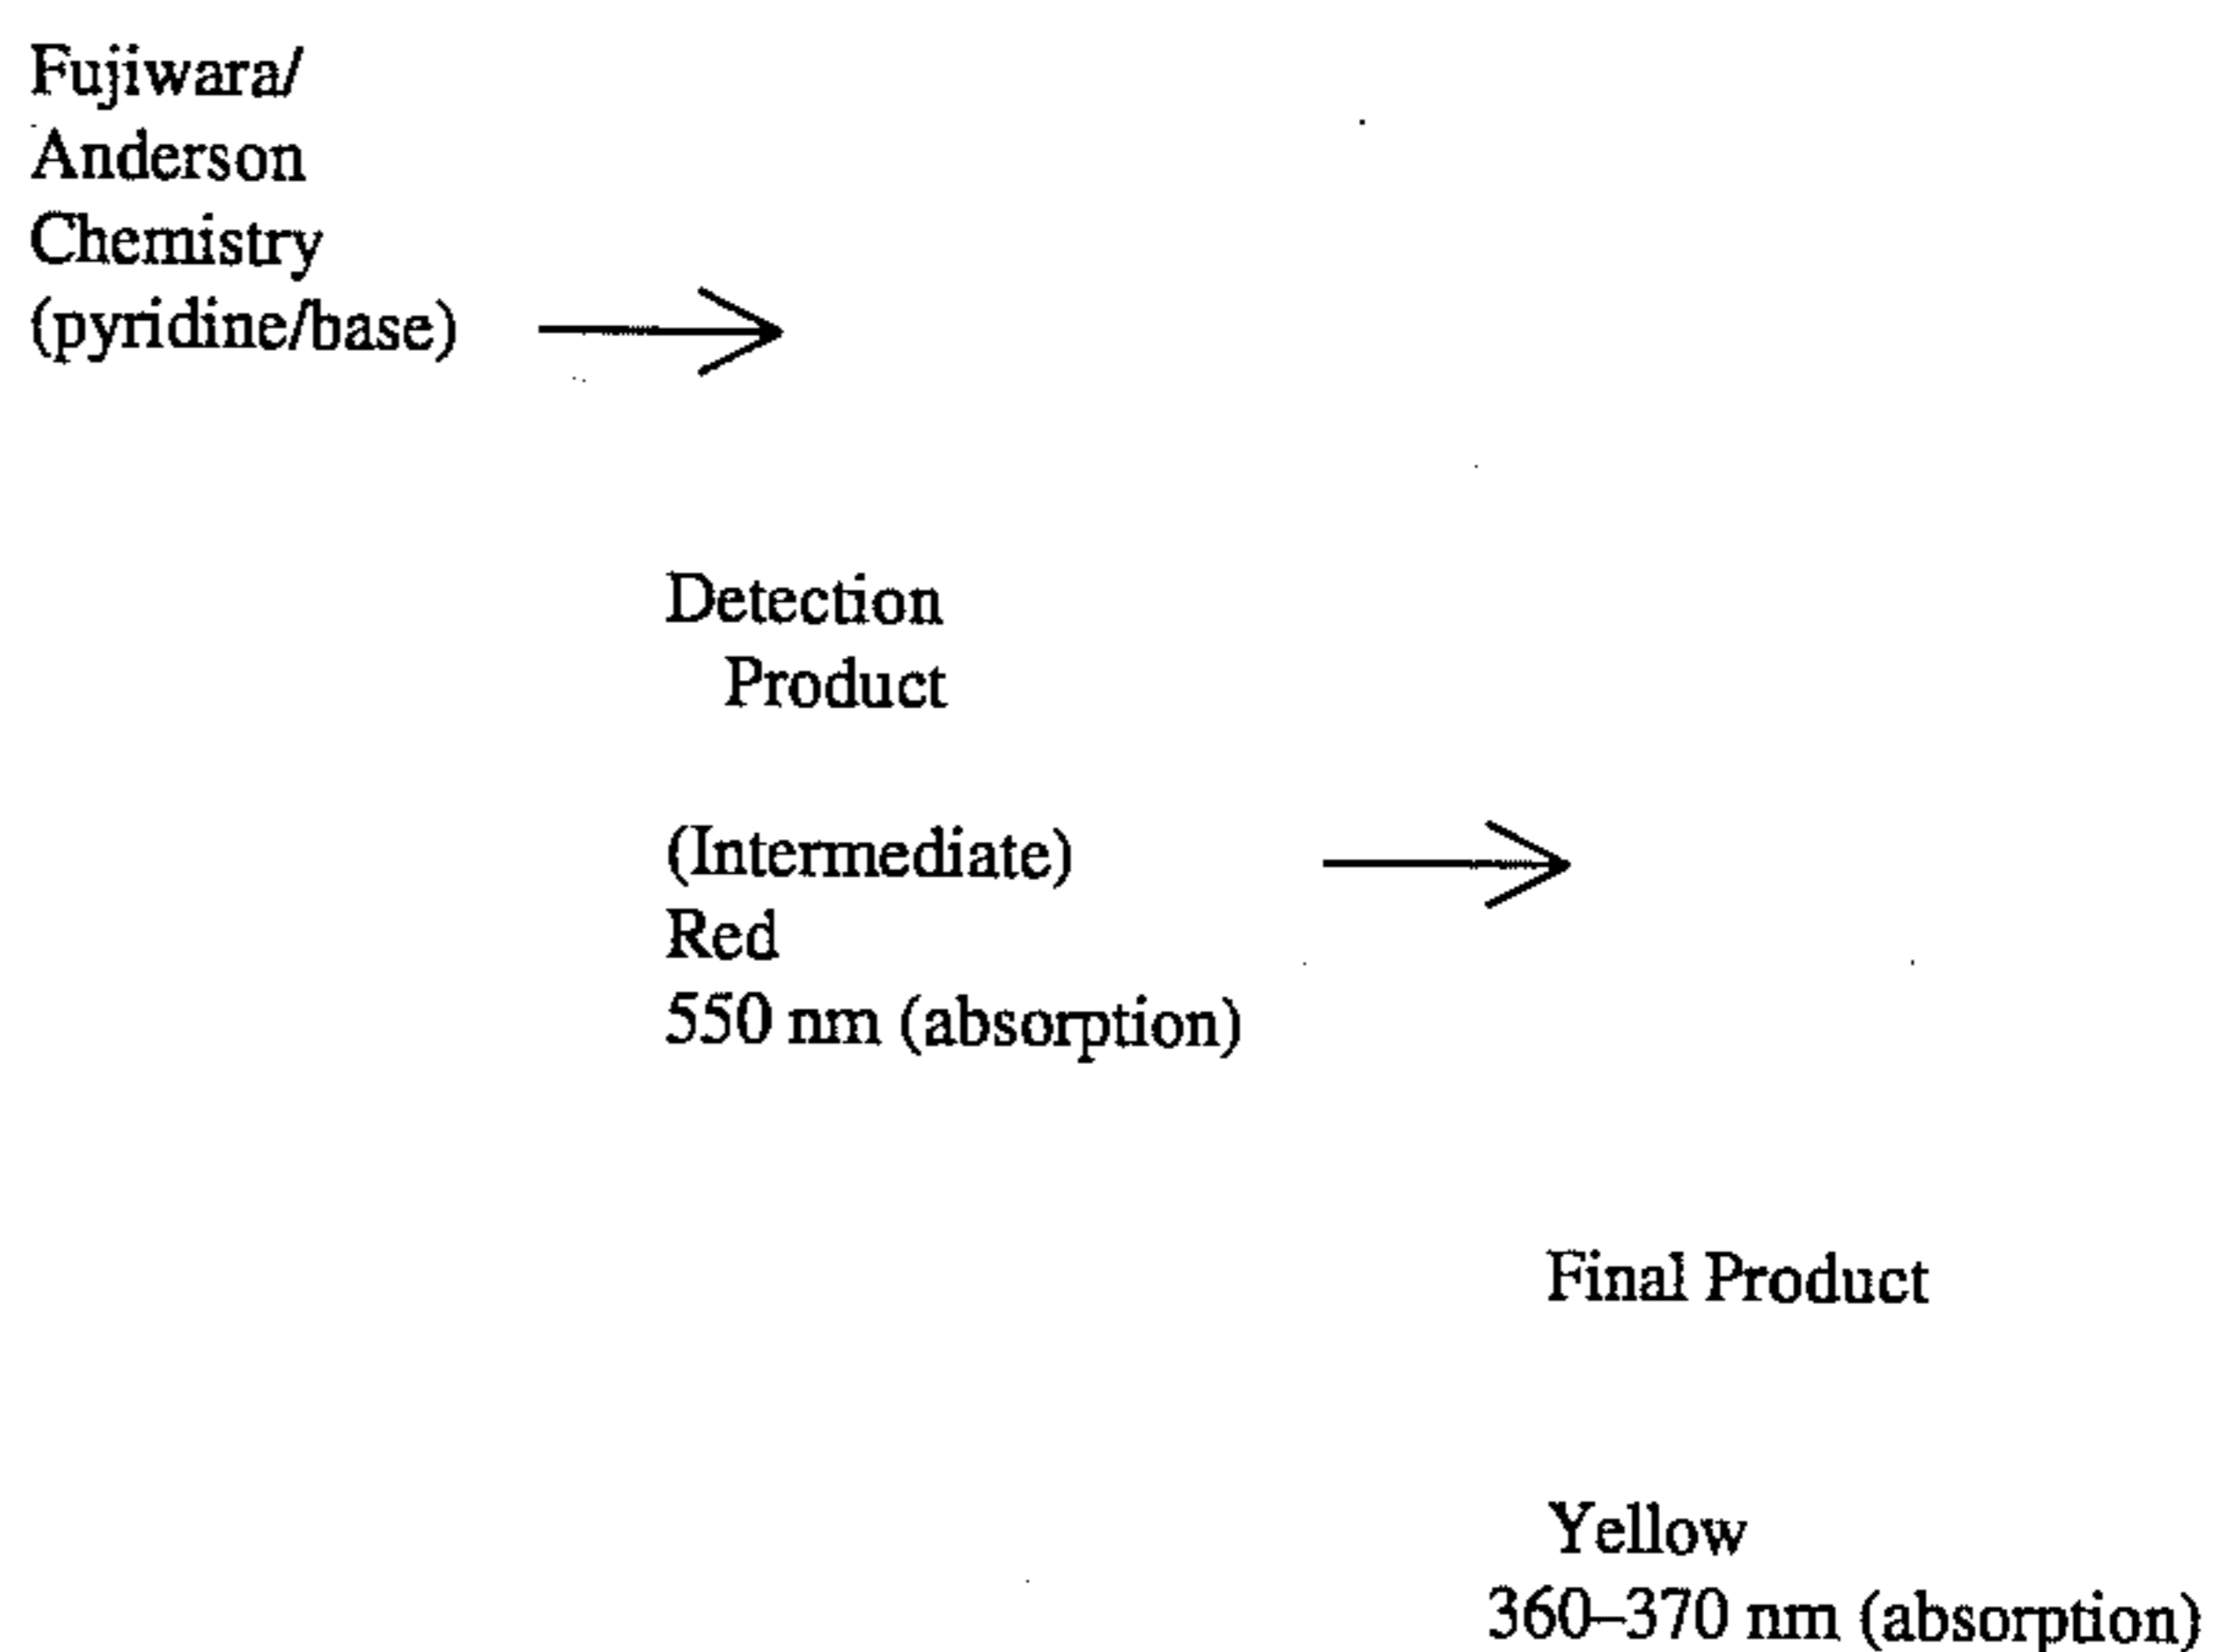 Fujiwara/
Anderson
Chemistry
(pyridine/base)
Detection
Product
(Intermediate)
Red
550 nm (absorption)
Final Product
Yellow
360–370 nm (absorption)